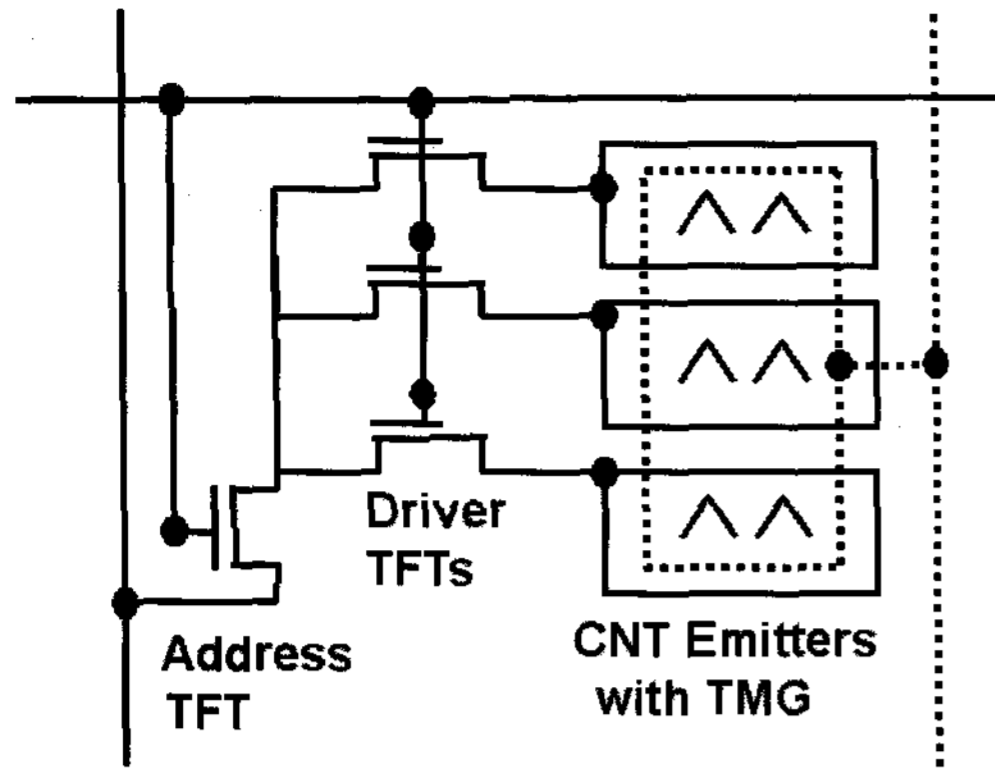 Driver
TFTs
Address
TFT
CNT Emitters
with TMG